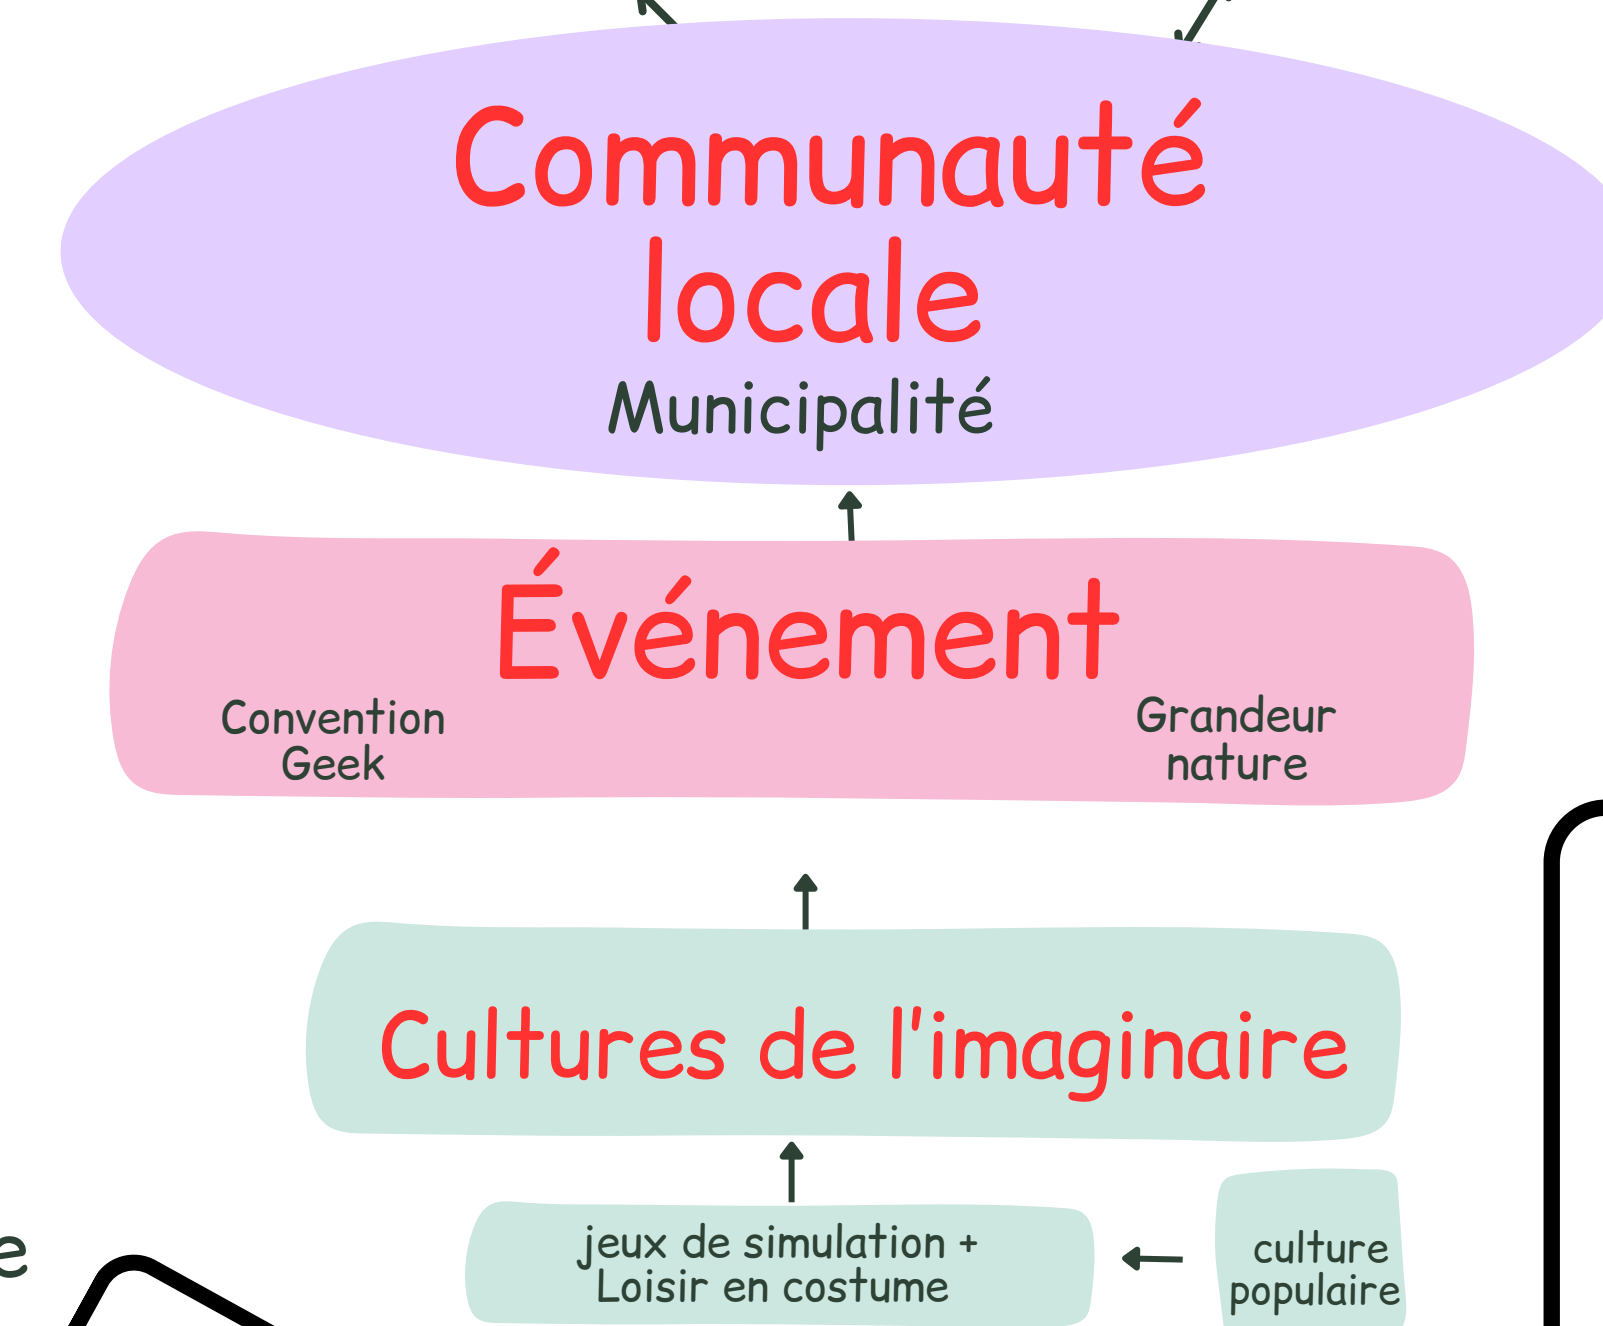 Communauté
locale
Municipalité
Événement
Convention
Geek
Grandeur
nature
Cultures de l'imaginaire
jeux de simulation +
Loisir en costume
culture
populaire